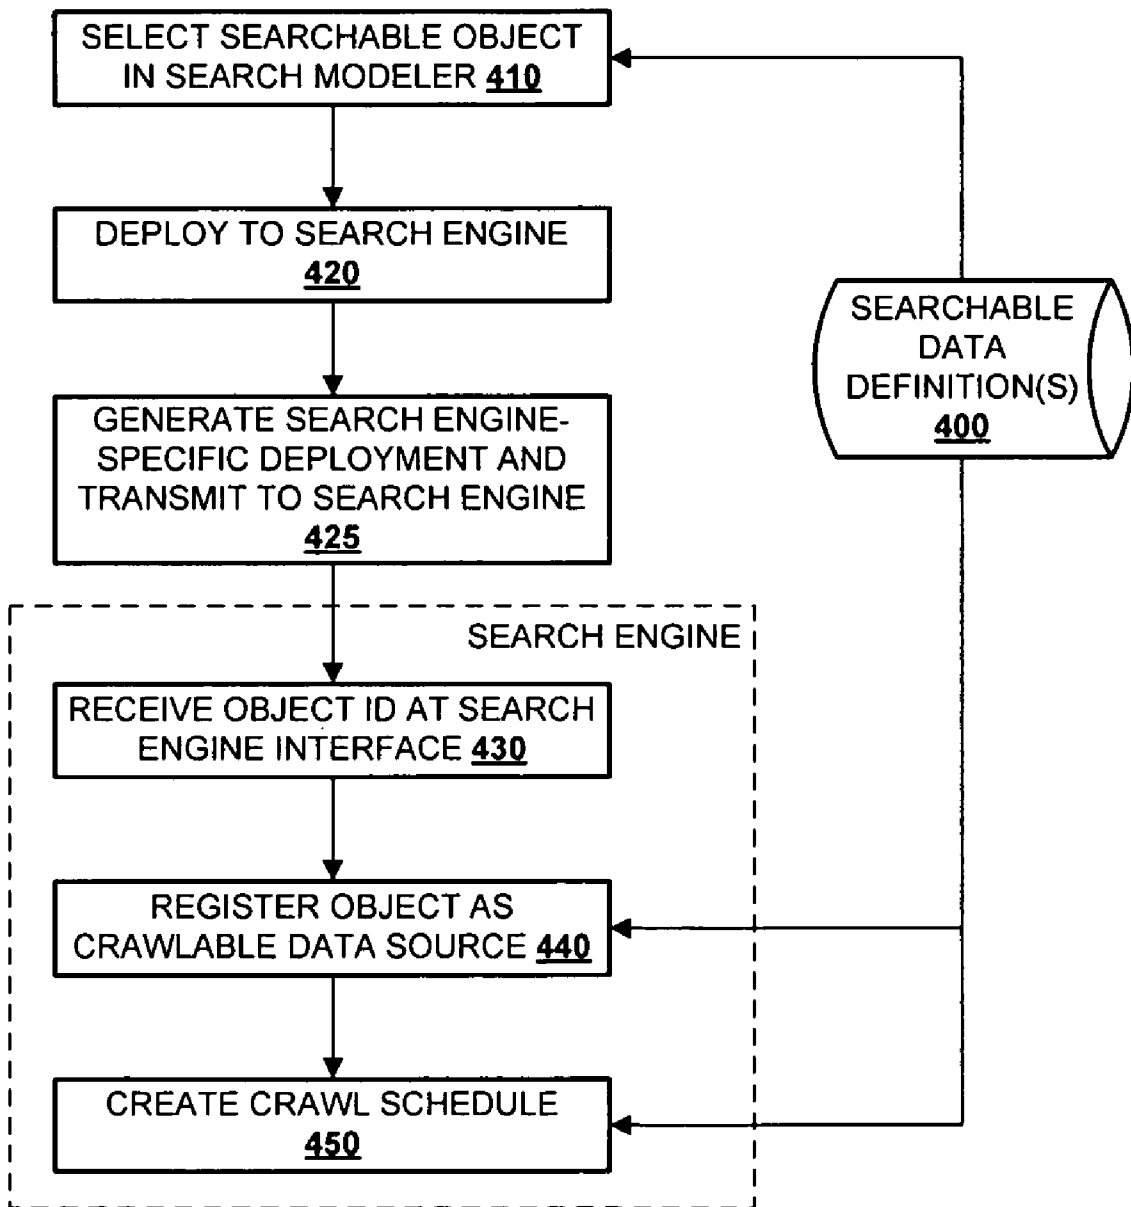 SELECT SEARCHABLE OBJECT
IN SEARCH MODELER 410
DEPLOY TO SEARCH ENGINE
420
SEARCHABLE
DATA
DEFINITION(S)
400
GENERATE SEARCH ENGINE-
SPECIFIC DEPLOYMENT AND
TRANSMIT TO SEARCH ENGINE
425
SEARCH ENGINE
RECEIVE OBJECT ID AT SEARCH
ENGINE INTERFACE 430
REGISTER OBJECT AS
CRAWLABLE DATA SOURCE 440
CREATE CRAWL SCHEDULE
450